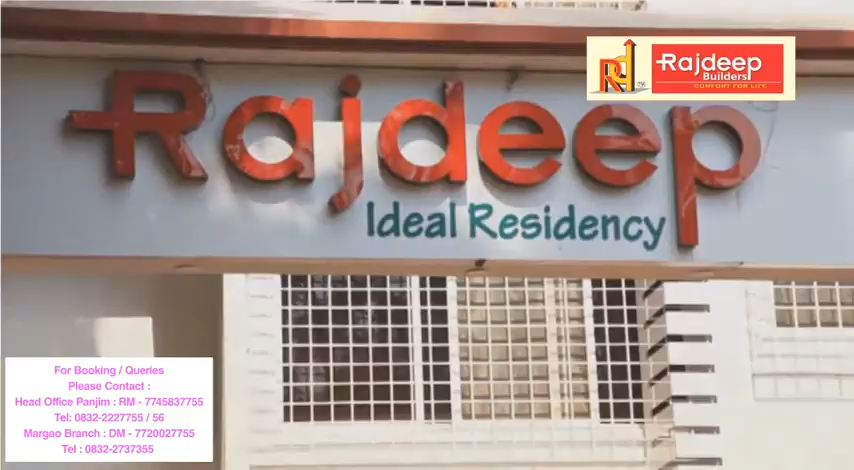 Rajdeep
Builders
COMFORT FOR LIFE
Rajdeep
Ideal Residency
For Booking / Queries
Please Contact :
Head Office Panjim : RM - 7745837755
Tel: 0832-2227755 / 56
Margao Branch : DM - 7720027755
Tel : 0832-2737355